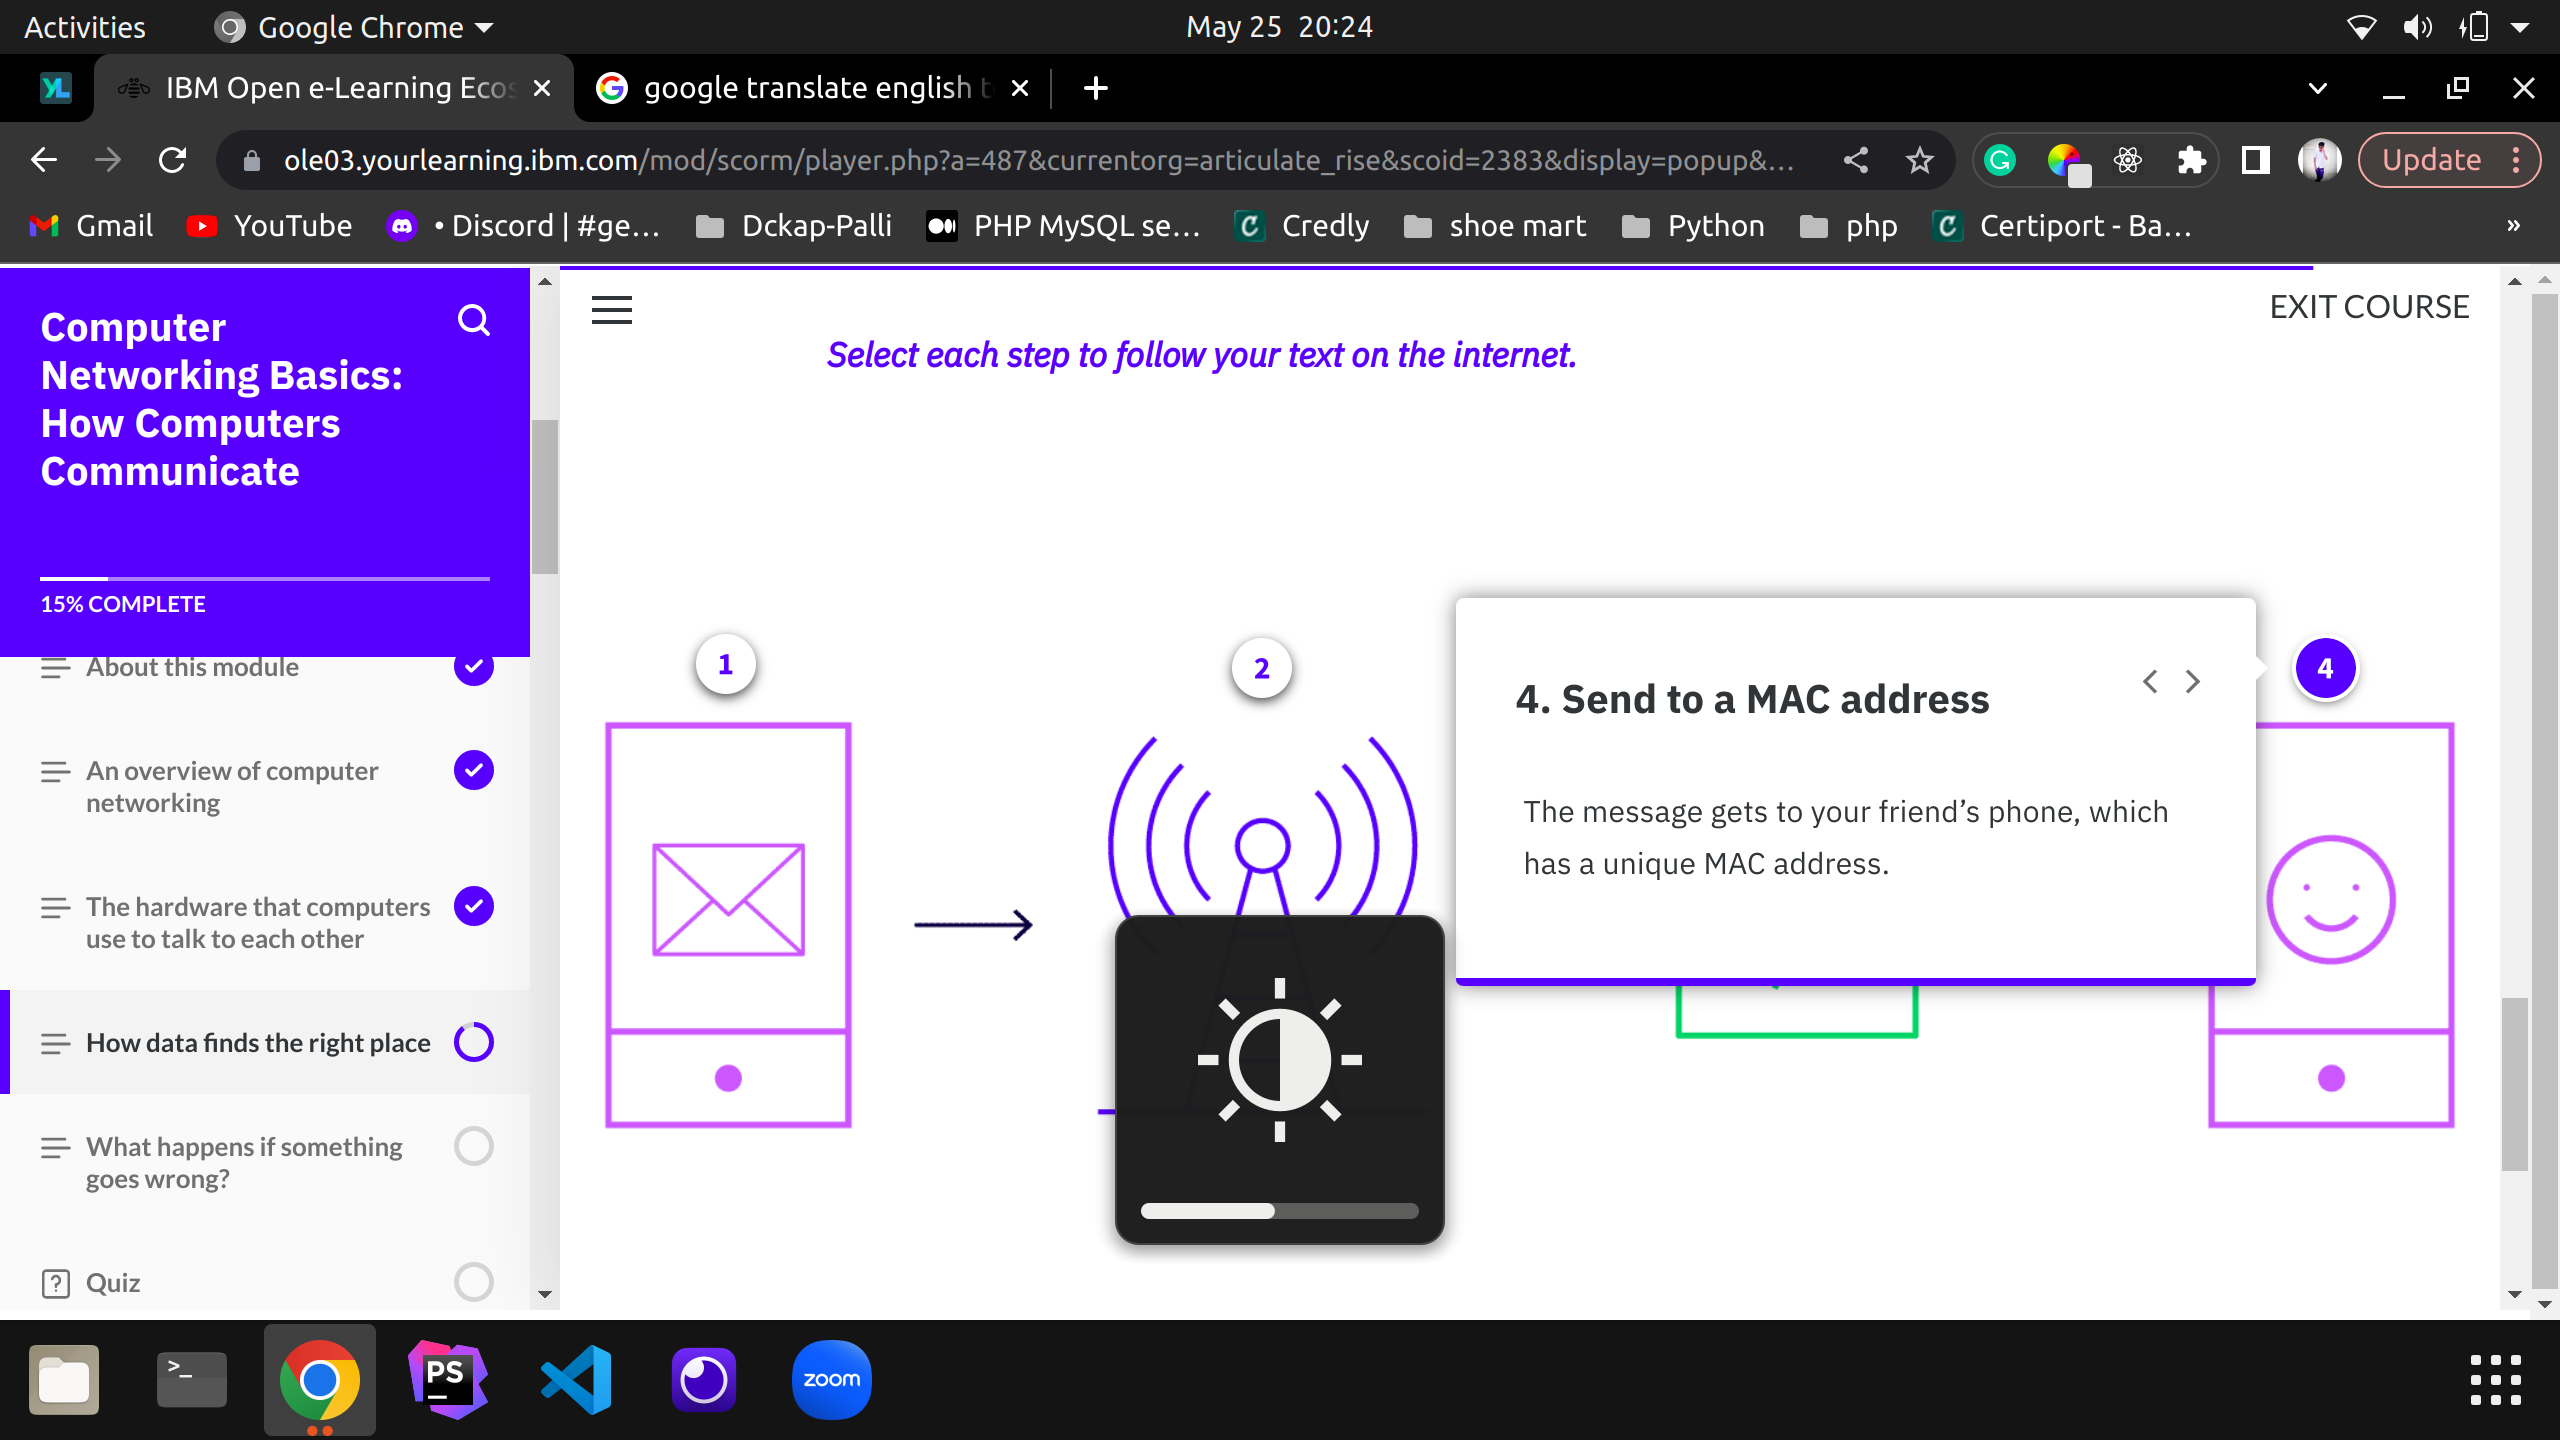 Activities
Google Chrome
May 25 20:24
YL
IBM Open e-Learning Ecos
google translate english t
ole03.yourlearning.ibm.com/mod/scorm/player.php?a=487&currentorg=articulate_rise&scoid=2383&display=popup&...
Update
Gmail
YouTube
• Discord | #ge...
Dckap-Palli
PHP MySQL se...
Credly
shoe mart
Python
php
Certiport - Ba...
»
Computer
Networking Basics:
How Computers
Communicate
15% COMPLETE
About this module
An overview of computer
networking
The hardware that computers
use to talk to each other
How data finds the right place
What happens if something
goes wrong?
Quiz
EXIT COURSE
Select each step to follow your text on the internet.
1
2
4
4. Send to a MAC address
The message gets to your friend’s phone, which
has a unique MAC address.
PS
zoom